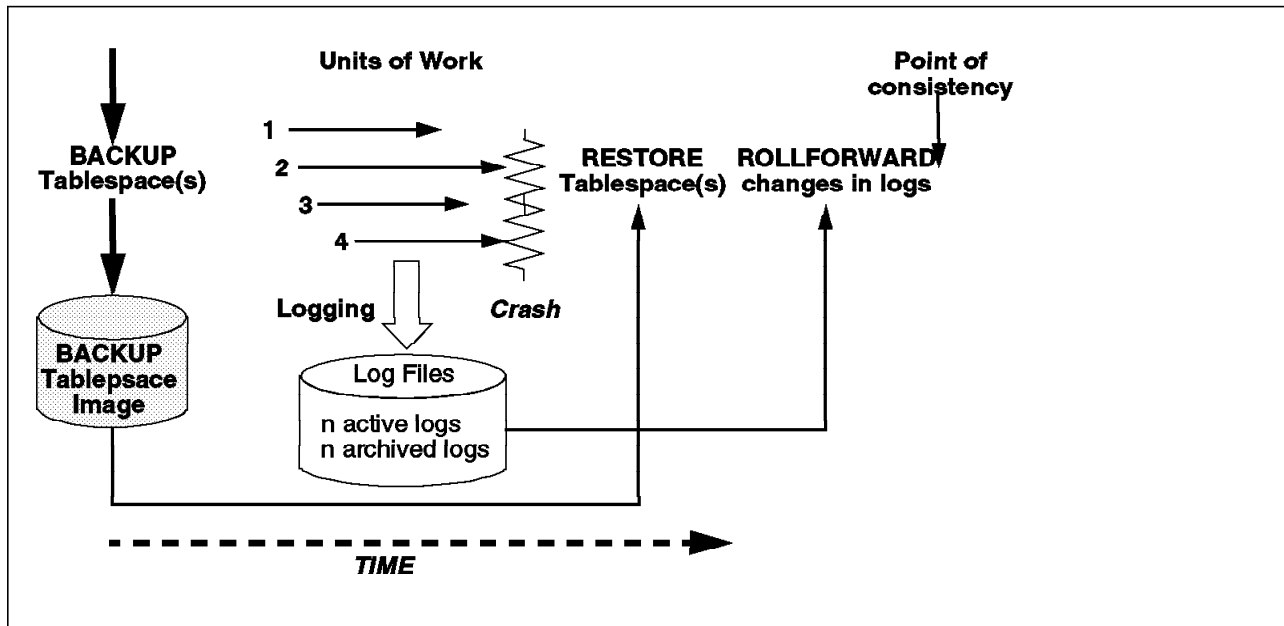 Units of Work
Point of
consistency
1
2
3
4
BACKUP
Tablespace(s)
RESTORE
Tablespace(s)
ROLLFORWARD
changes in logs
Logging
Crash
BACKUP
Tablepsace
Image
Log Files
n active logs
n archived logs
TIME